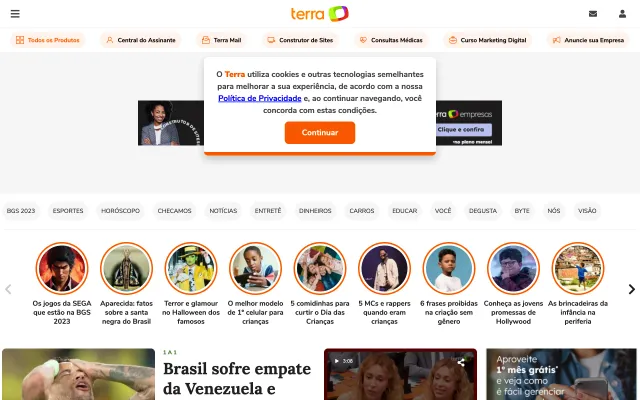 terra
Todos os Produtos
Central do Assinante
Terra Mail
Construtor de Sites
Consultas Médicas
Curso Marketing Digital
Anuncie sua Empresa
O Terra utiliza cookies e outras tecnologias semelhantes
para melhorar a sua experiência, de acordo com a nossa
Política de Privacidade e, ao continuar navegando, você
concorda com estas condições.
Continuar
erra empresas
Clique e confira
pleno mensal
BGS 2023
ESPORTES
HORÓSCOPO
CHECAMOS
NOTÍCIAS
ENTRETÊ
DINHEIROS
CARROS
EDUCAR
VOCÊ
DEGUSTA
BYTE
NÓS
VISÃO
Os jogos da SEGA
que estão na BGS
2023
Aparecida: fatos
sobre a santa
negra do Brasil
Terror e glamour
no Halloween dos
famosos
O melhor modelo
de 1º celular para
crianças
5 comidinhas para
curtir o Dia das
Crianças
5 MCs e rappers
quando eram
crianças
6 frases proibidas
na criação sem
gênero
Conheça as jovens
promessas de
Hollywood
As brincadeiras da
infância na
periferia
1 A 1
Brasil sofre empate
da Venezuela e
3:08
Aproveite
1º mês grátis*
e veja como
é fácil gerenciar